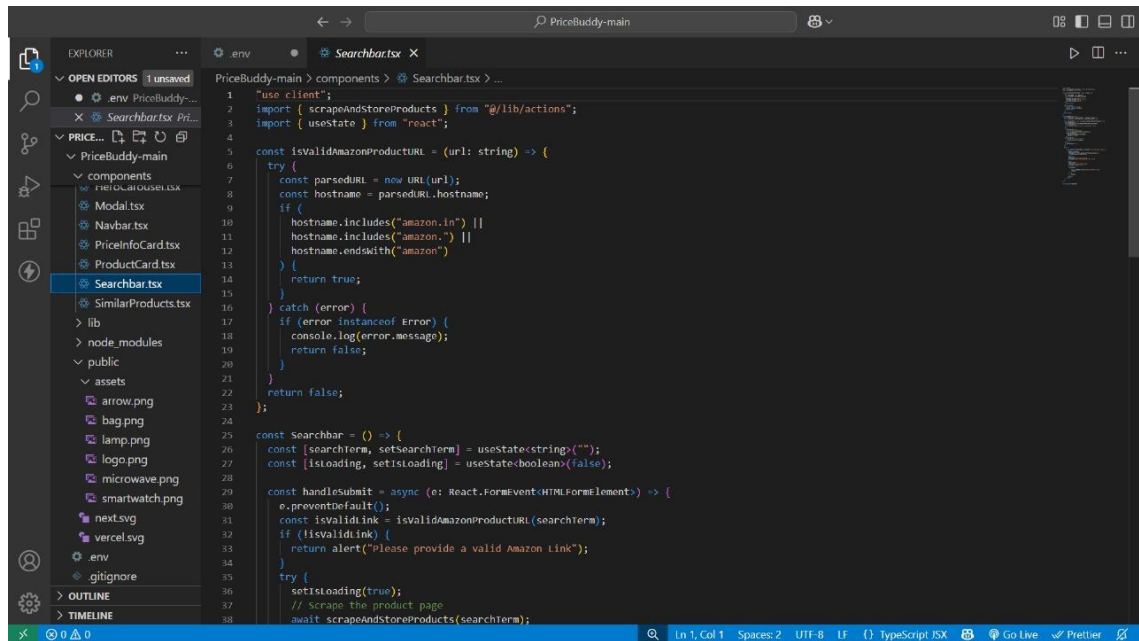 PriceBuddy-main
EXPLORER
OPEN EDITORS 1 unsaved
.env PriceBuddy-...
Searchbar.tsx Pri...
PRICE...
PriceBuddy-main
components
HeroCarousel.tsx
Modal.tsx
Navbar.tsx
PriceInfoCard.tsx
ProductCard.tsx
Searchbar.tsx
SimilarProducts.tsx
lib
node_modules
public
assets
arrow.png
bag.png
lamp.png
logo.png
microwave.png
smartwatch.png
next.svg
vercel.svg
.env
.gitignore
OUTLINE
TIMELINE
.env
Searchbar.tsx
PriceBuddy-main > components > Searchbar.tsx > ...
1 "use client";
2 import { scrapeAndStoreProducts } from "@/lib/actions";
3 import { useState } from "react";
4
5 const isValidAmazonProductURL = (url: string) => {
6 try {
7 const parsedURL = new URL(url);
8 const hostname = parsedURL.hostname;
9 if (
10 hostname.includes("amazon.in") ||
11 hostname.includes("amazon.") ||
12 hostname.endsWith("amazon")
13 ) {
14 return true;
15 }
16 } catch (error) {
17 if (error instanceof Error) {
18 console.log(error.message);
19 return false;
20 }
21 }
22 return false;
23 };
24
25 const Searchbar = () => {
26 const [searchTerm, setSearchTerm] = useState<string>("");
27 const [isLoading, setIsLoading] = useState<boolean>(false);
28
29 const handleSubmit = async (e: React.FormEvent<HTMLFormElement>) => {
30 e.preventDefault();
31 const isValidLink = isValidAmazonProductURL(searchTerm);
32 if (!isValidLink) {
33 return alert("Please provide a valid Amazon Link");
34 }
35 try {
36 setIsLoading(true);
37 // Scrape the product page
38 await scrapeAndStoreProducts(searchTerm);
0 0 Ln 1, Col 1 Spaces: 2 UTF-8 LF {} TypeScript JSX Go Live Prettier